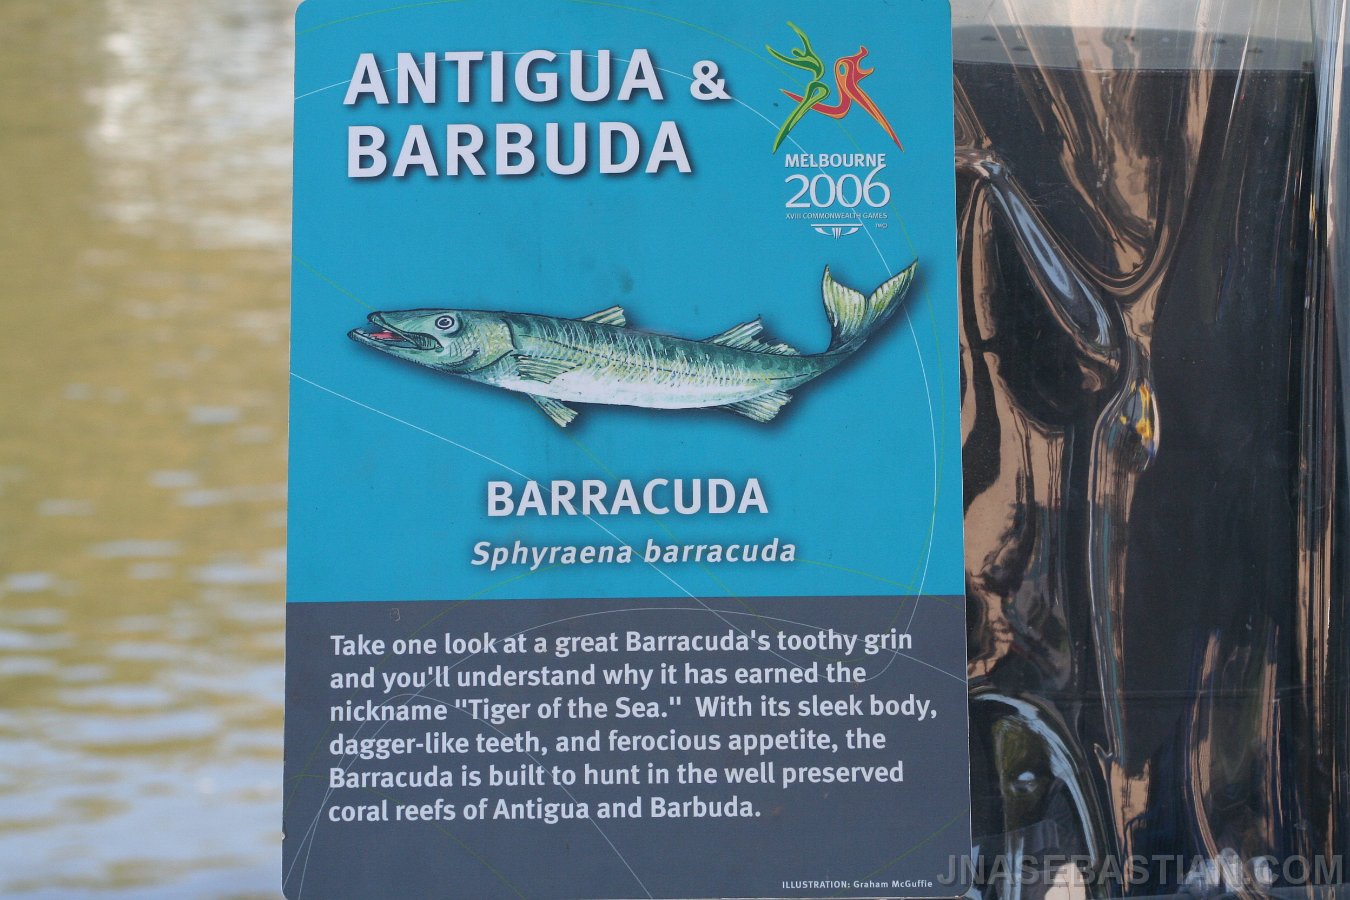 ANTIGUA &
BARBUDA
MELBOURNE
2006
XVIII COMMONWEALTH GAMES
TM©
BARRACUDA
Sphyraena barracuda
Take one look at a great Barracuda's toothy grin
and you'll understand why it has earned the
nickname "Tiger of the Sea."  With its sleek body,
dagger-like teeth, and ferocious appetite, the
Barracuda is built to hunt in the well preserved
coral reefs of Antigua and Barbuda.
ILLUSTRATION: Graham McGuffie
JNASEBASTIAN.COM